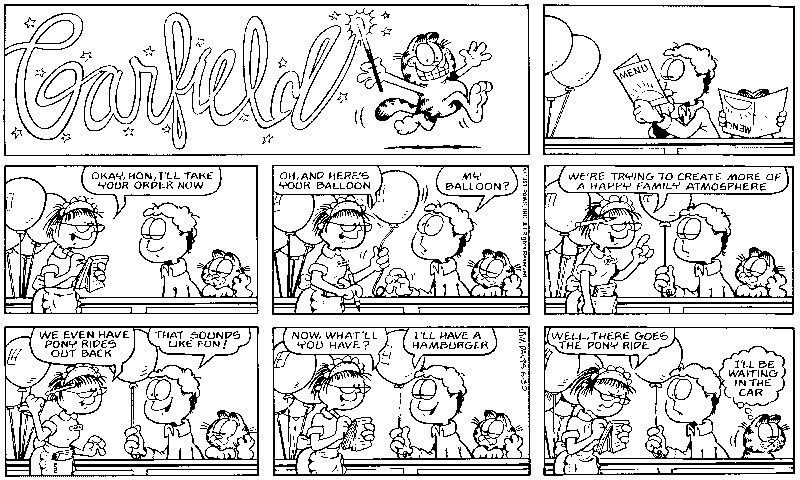 Garfield
MENU
MENU
OKAY, HON, I'LL TAKE
YOUR ORDER NOW
OH, AND HERE'S
YOUR BALLOON
MY
BALLOON?
WE'RE TRYING TO CREATE MORE OF
A HAPPY FAMILY ATMOSPHERE
WE EVEN HAVE
PONY RIDES
OUT BACK
THAT SOUNDS
LIKE FUN!
NOW, WHAT'LL
YOU HAVE?
I'LL HAVE A
HAMBURGER
WELL, THERE GOES
THE PONY RIDE
I'LL BE
WAITING
IN THE
CAR